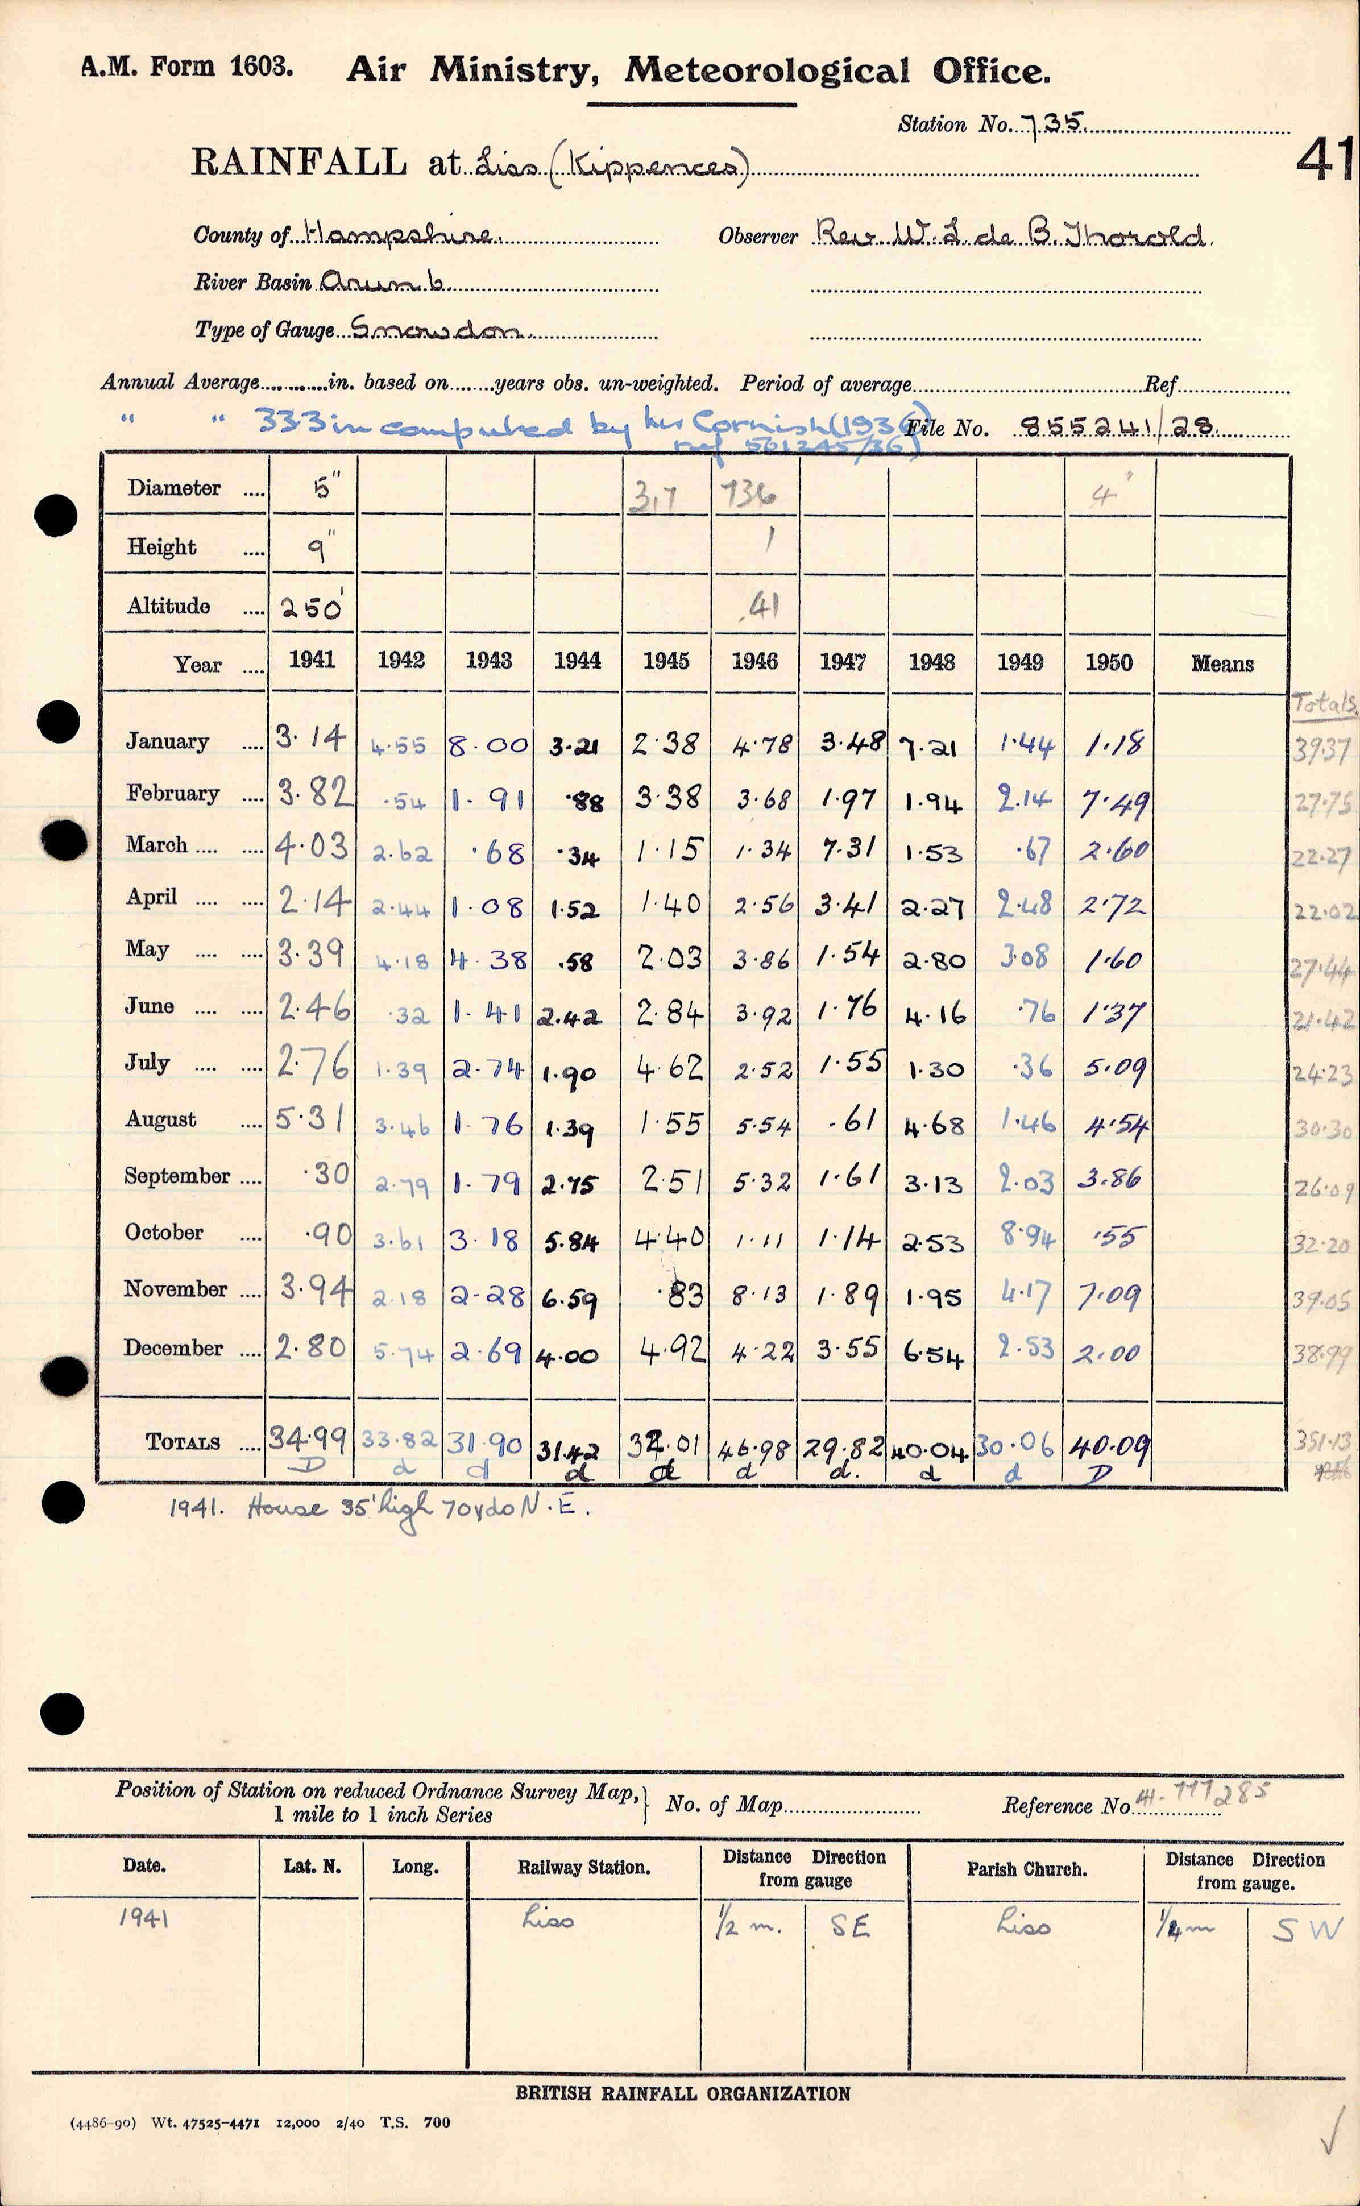 A.M. Form 1603. Air Ministry, Meteorological Office.
Station No. 735
41
RAINFALL at Liss (Kippences)
County of Hampshire. Observer Rev W. L de B. Thorold.
River Basin Arun b
Type of Gauge Snowdon.
Annual Average in. based on years obs. un-weighted. Period of average Ref
" " 33.3 in computed by Cornish (1936) File No. 855241/28
ref 561245/36)
Diameter .... 5" 3,7 736 4"
Height .... 9" 1
Altitude .... 250' .41
Year .... 1941 1942 1943 1944 1945 1946 1947 1948 1949 1950 Means
Totals.
January .... 3.14 4.55 8.00 3.21 2.38 4.78 3.48 7.21 1.44 1.18 39.37
February .... 3.82 .54 1.91 .88 3.38 3.68 1.97 1.94 2.14 7.49 27.75
March .... .... 4.03 2.62 .68 .34 1.15 1.34 7.31 1.53 .67 2.60 22.27
April .... .... 2.14 2.44 1.08 1.52 1.40 2.56 3.41 2.27 2.48 2.72 22.02
May .... .... 3.39 4.18 4.38 .58 2.03 3.86 1.54 2.80 3.08 1.60 27.44
June .... .... 2.46 .32 1.41 2.42 2.84 3.92 1.76 4.16 .76 1.37 21.42
July .... .... 2.76 1.39 2.74 1.90 4.62 2.52 1.55 1.30 .36 5.09 24.23
August .... 5.31 3.46 1.76 1.39 1.55 5.54 .61 4.68 1.46 4.54 30.30
September .... .30 2.79 1.79 2.75 2.51 5.32 1.61 3.13 2.03 3.86 26.09
October .... .90 3.61 3.18 5.84 4.40 1.11 1.14 2.53 8.94 .55 32.20
November .... 3.94 2.18 2.28 6.59 .83 8.13 1.89 1.95 4.17 7.09 39.05
December .... 2.80 5.74 2.69 4.00 4.92 4.22 3.55 6.54 2.53 2.00 38.99
TOTALS .... 34.99 33.82 31.90 31.42 32.01 46.98 29.82 40.04 30.06 40.09 351.13
D d d d d d d. d d D
1941. House 35' high 70 yds N.E.
Position of Station on reduced Ordnance Survey Map, 1 mile to 1 inch Series } No. of Map Reference No 41-777285
Date. Lat. N. Long. Railway Station. Distance Direction from gauge Parish Church. Distance Direction from gauge.
1941 Liss 1/2 m. SE Liss 1/4 m SW
BRITISH RAINFALL ORGANIZATION
(4486-90) Wt. 47525-4471 12,000 2/40 T.S. 700